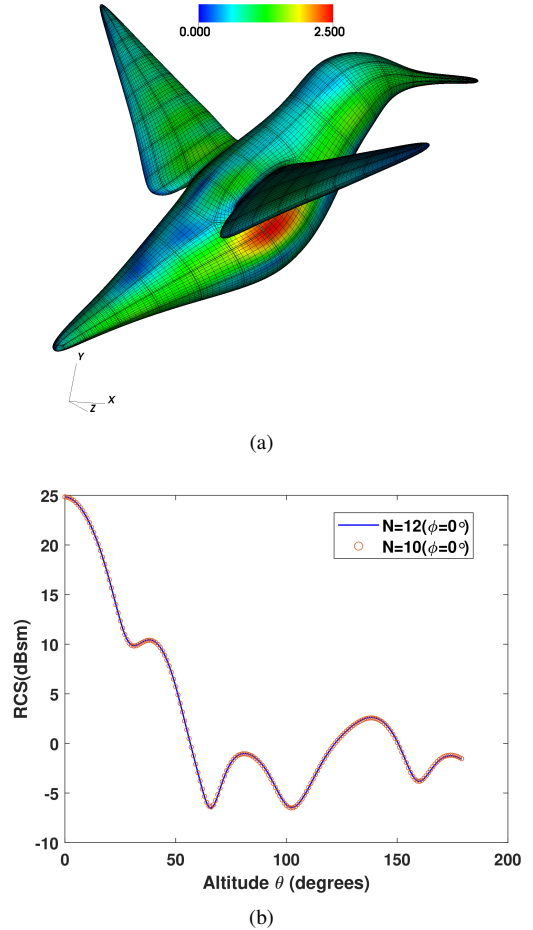 0.000 2.500
Y
X
Z
(a)
25
20
15
10
5
0
-5
-10
RCS(dBsm)
N=12(ϕ=0°)
N=10(ϕ=0°)
0 50 100 150 200
Altitude θ (degrees)
(b)